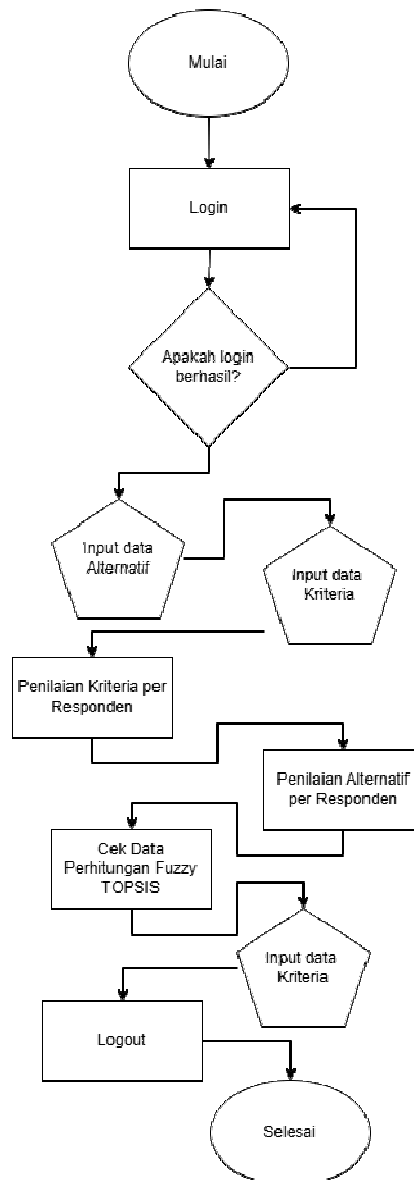 Mulai
Login
Apakah login
berhasil?
Input data
Alternatif
Input data
Kriteria
Penilaian Kriteria per
Responden
Penilaian Alternatif
per Responden
Cek Data
Perhitungan Fuzzy
TOPSIS
Input data
Kriteria
Logout
Selesai